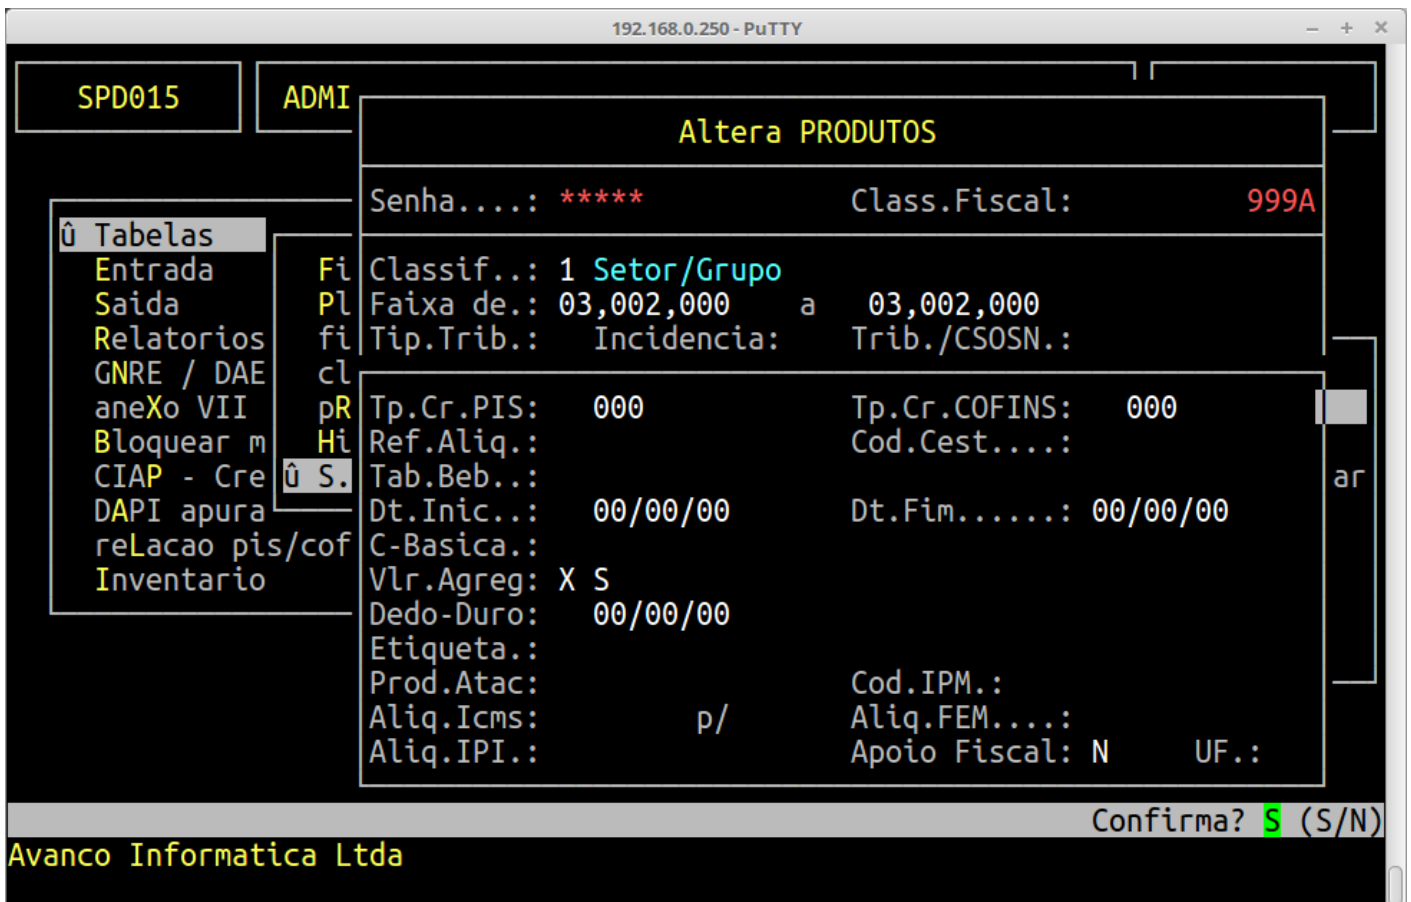 192.168.0.250 - PuTTY
SPD015 ADMI
Altera PRODUTOS
Senha....: ***** Class.Fiscal: 999A
û Tabelas
Entrada Fi Classif..: 1 Setor/Grupo
Saida Pl Faixa de.: 03,002,000 a 03,002,000
Relatorios fi Tip.Trib.: Incidencia: Trib./CSOSN.:
GNRE / DAE cl
aneXo VII pR Tp.Cr.PIS: 000 Tp.Cr.COFINS: 000
Bloquear m Hi Ref.Aliq.: Cod.Cest....:
CIAP - Cre û S. Tab.Beb..: ar
DAPI apura Dt.Inic..: 00/00/00 Dt.Fim......: 00/00/00
reLacao pis/cof C-Basica.:
Inventario Vlr.Agreg: X S
Dedo-Duro: 00/00/00
Etiqueta.:
Prod.Atac: Cod.IPM.:
Aliq.Icms: p/ Aliq.FEM....:
Aliq.IPI.: Apoio Fiscal: N UF.:
Confirma? S (S/N)
Avanco Informatica Ltda